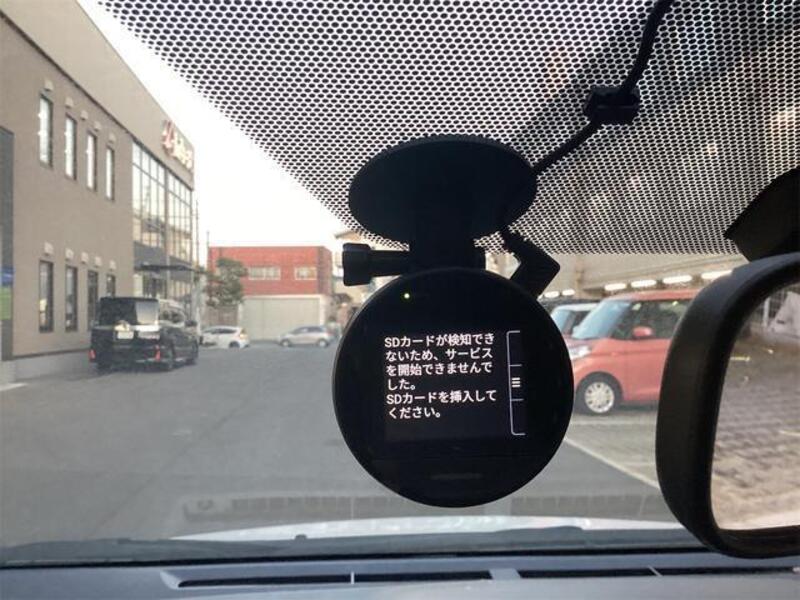 SDカードが検知でき
ないため、サービス
を開始できませんで
した。
SDカードを挿入して
ください。